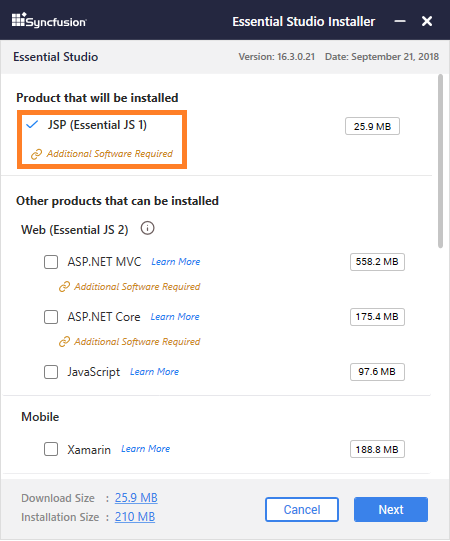 Syncfusion Essential Studio Installer
Essential Studio Version: 16.3.0.21 Date: September 21, 2018
Product that will be installed
JSP (Essential JS 1) 25.9 MB
Additional Software Required
Other products that can be installed
Web (Essential JS 2)
ASP.NET MVC Learn More 558.2 MB
Additional Software Required
ASP.NET Core Learn More 175.4 MB
Additional Software Required
JavaScript Learn More 97.6 MB
Mobile
Xamarin Learn More 188.8 MB
Download Size : 25.9 MB
Installation Size : 210 MB
Cancel Next